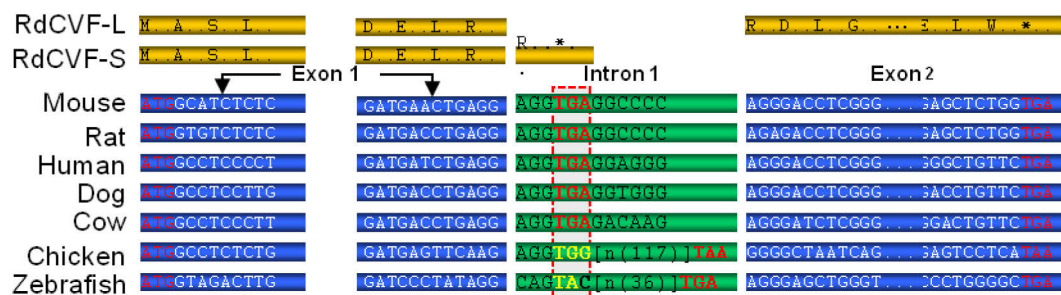 RdCVF-L M..A..S..L.. D..E..L..R.. R..*. R..D..L..G.. ... E..L..W..*
RdCVF-S M..A..S..L.. D..E..L..R.. .
Exon 1 Intron 1 Exon 2
Mouse ATGGCATCTCTC GATGAACTGAGG AGGTGAGGCCCC AGGGACCTCGGG....GAGCTCTGGTGA
Rat ATGGTGTCTCTC GATGACCTGAGG AGGTGAGGCCCC AGAGACCTCGGG....GAGCTCTGGTGA
Human ATGGCCTCCCCT GATGATCTGAGG AGGTGAGGAGGG AGGGACCTCGGG....GGGCTGTTCTGA
Dog ATGGCCTCCTTG GATGACCTGAGG AGGTGAGGTGGG AGGGACCTGGGG....GACCTGTTCTGA
Cow ATGGCCTCCCTT GATGACCTGAGG AGGTGAGACAAG AGGGATCTCGGG....GGACTGTTCTGA
Chicken ATGGCCTCTCTG GATGAGTTCAAG AGGTGG[n(117)]TAA GGGGCTAATCAG....GAGTCCTCATAA
Zebrafish ATGGTAGACTTG GATCCCTATAGG CAGTAC[n(36)]TGA AGGGAGCTGGGT....CCCTGGGGCTGA